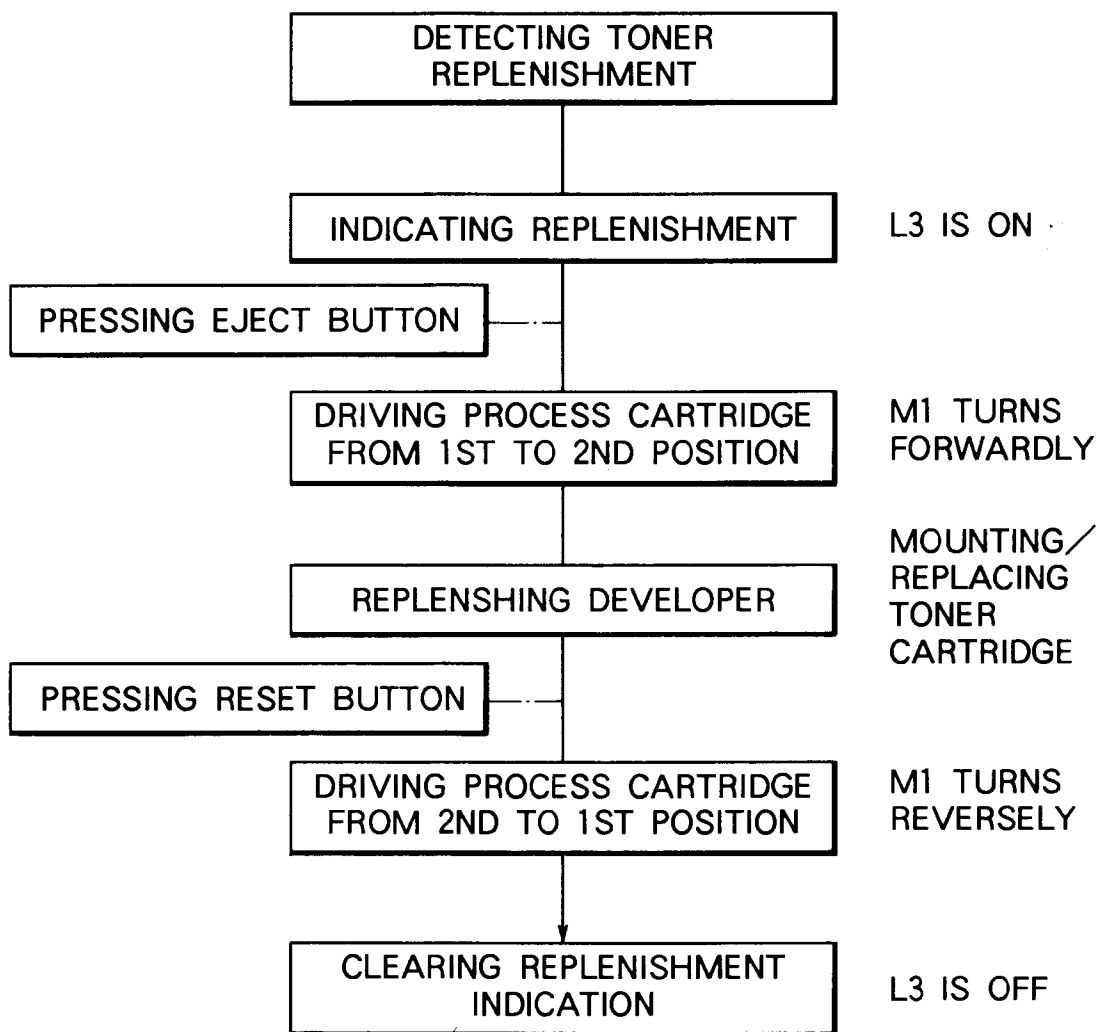 DETECTING TONER
REPLENISHMENT
INDICATING REPLENISHMENT
L3 IS ON
PRESSING EJECT BUTTON
DRIVING PROCESS CARTRIDGE
FROM 1ST TO 2ND POSITION
M1 TURNS
FORWARDLY
REPLENSHING DEVELOPER
MOUNTING/
REPLACING
TONER
CARTRIDGE
PRESSING RESET BUTTON
DRIVING PROCESS CARTRIDGE
FROM 2ND TO 1ST POSITION
M1 TURNS
REVERSELY
CLEARING REPLENISHMENT
INDICATION
L3 IS OFF